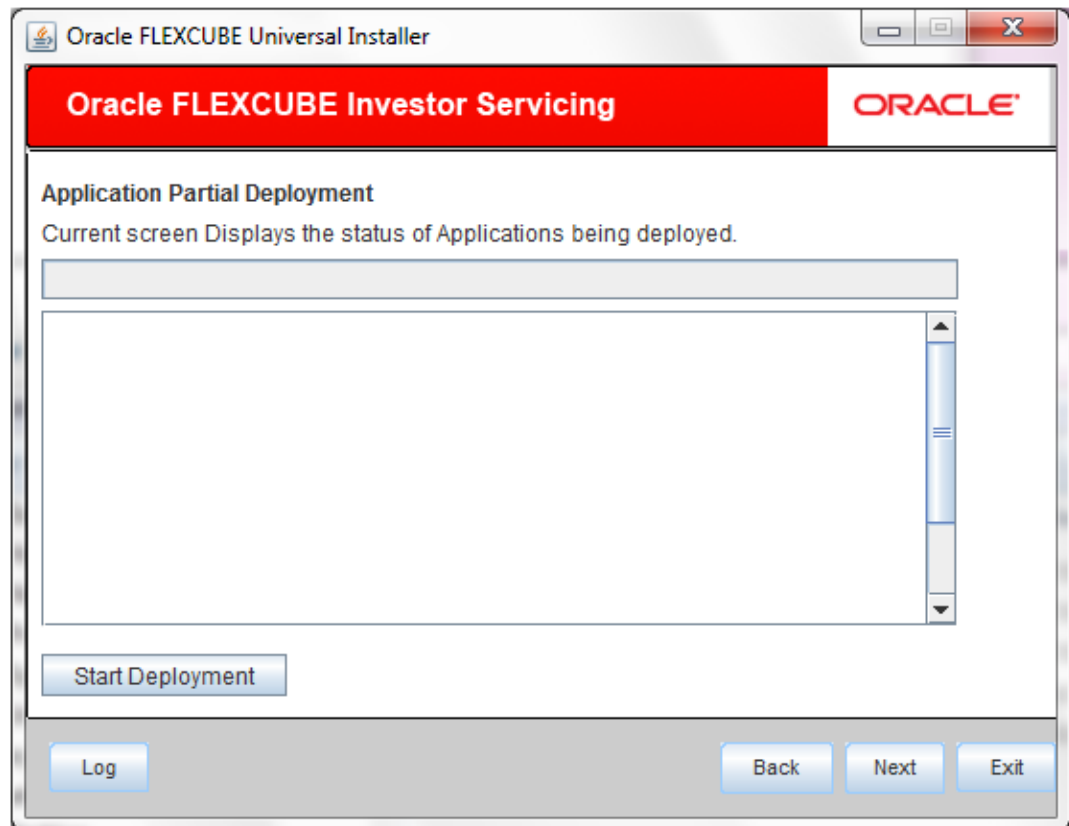 Oracle FLEXCUBE Universal Installer
Oracle FLEXCUBE Investor Servicing
ORACLE
Application Partial Deployment
Current screen Displays the status of Applications being deployed.
Start Deployment
Log Back Next Exit